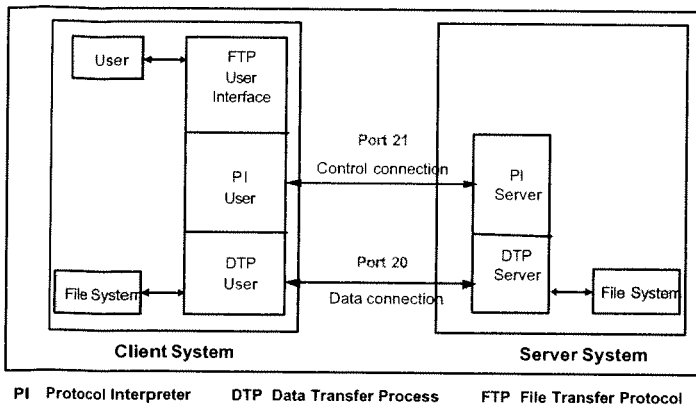 User
FTP
User
Interface
PI
User
DTP
User
File System
Client System
Port 21
Control connection
Port 20
Data connection
PI
Server
DTP
Server
File System
Server System
PI Protocol Interpreter DTP Data Transfer Process FTP File Transfer Protocol